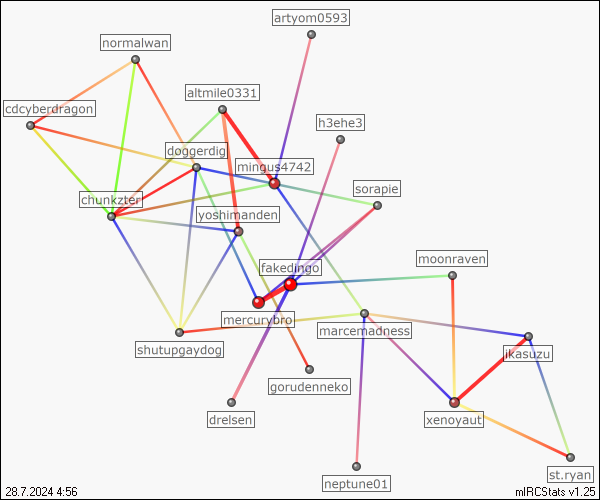 artyom0593
normalwan
altmile0331
cdcyberdragon
h3ehe3
doggerdig
mingus4742
sorapie
chunkzter
yoshimanden
moonraven
fakedingo
mercurybro
marcemadness
shutupgaydog
ikasuzu
gorudenneko
drelsen
xenoyaut
st.ryan
neptune01
28.7.2024 4:56
mIRCStats v1.25